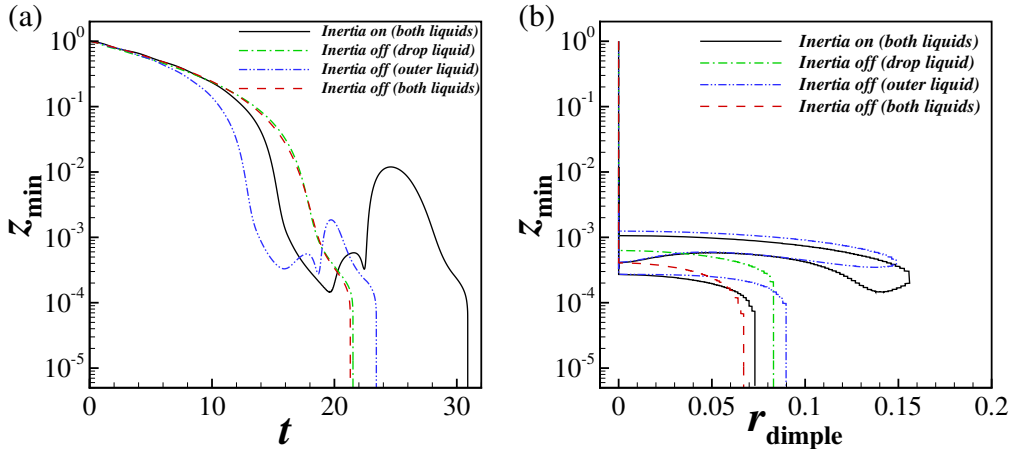 (a)
Inertia on (both liquids)
Inertia off (drop liquid)
Inertia off (outer liquid)
Inertia off (both liquids)
10^0
10^-1
10^-2
10^-3
10^-4
10^-5
z_min
0 10 20 30
t
(b)
Inertia on (both liquids)
Inertia off (drop liquid)
Inertia off (outer liquid)
Inertia off (both liquids)
10^0
10^-1
10^-2
10^-3
10^-4
10^-5
z_min
0 0.05 0.1 0.15 0.2
r_dimple